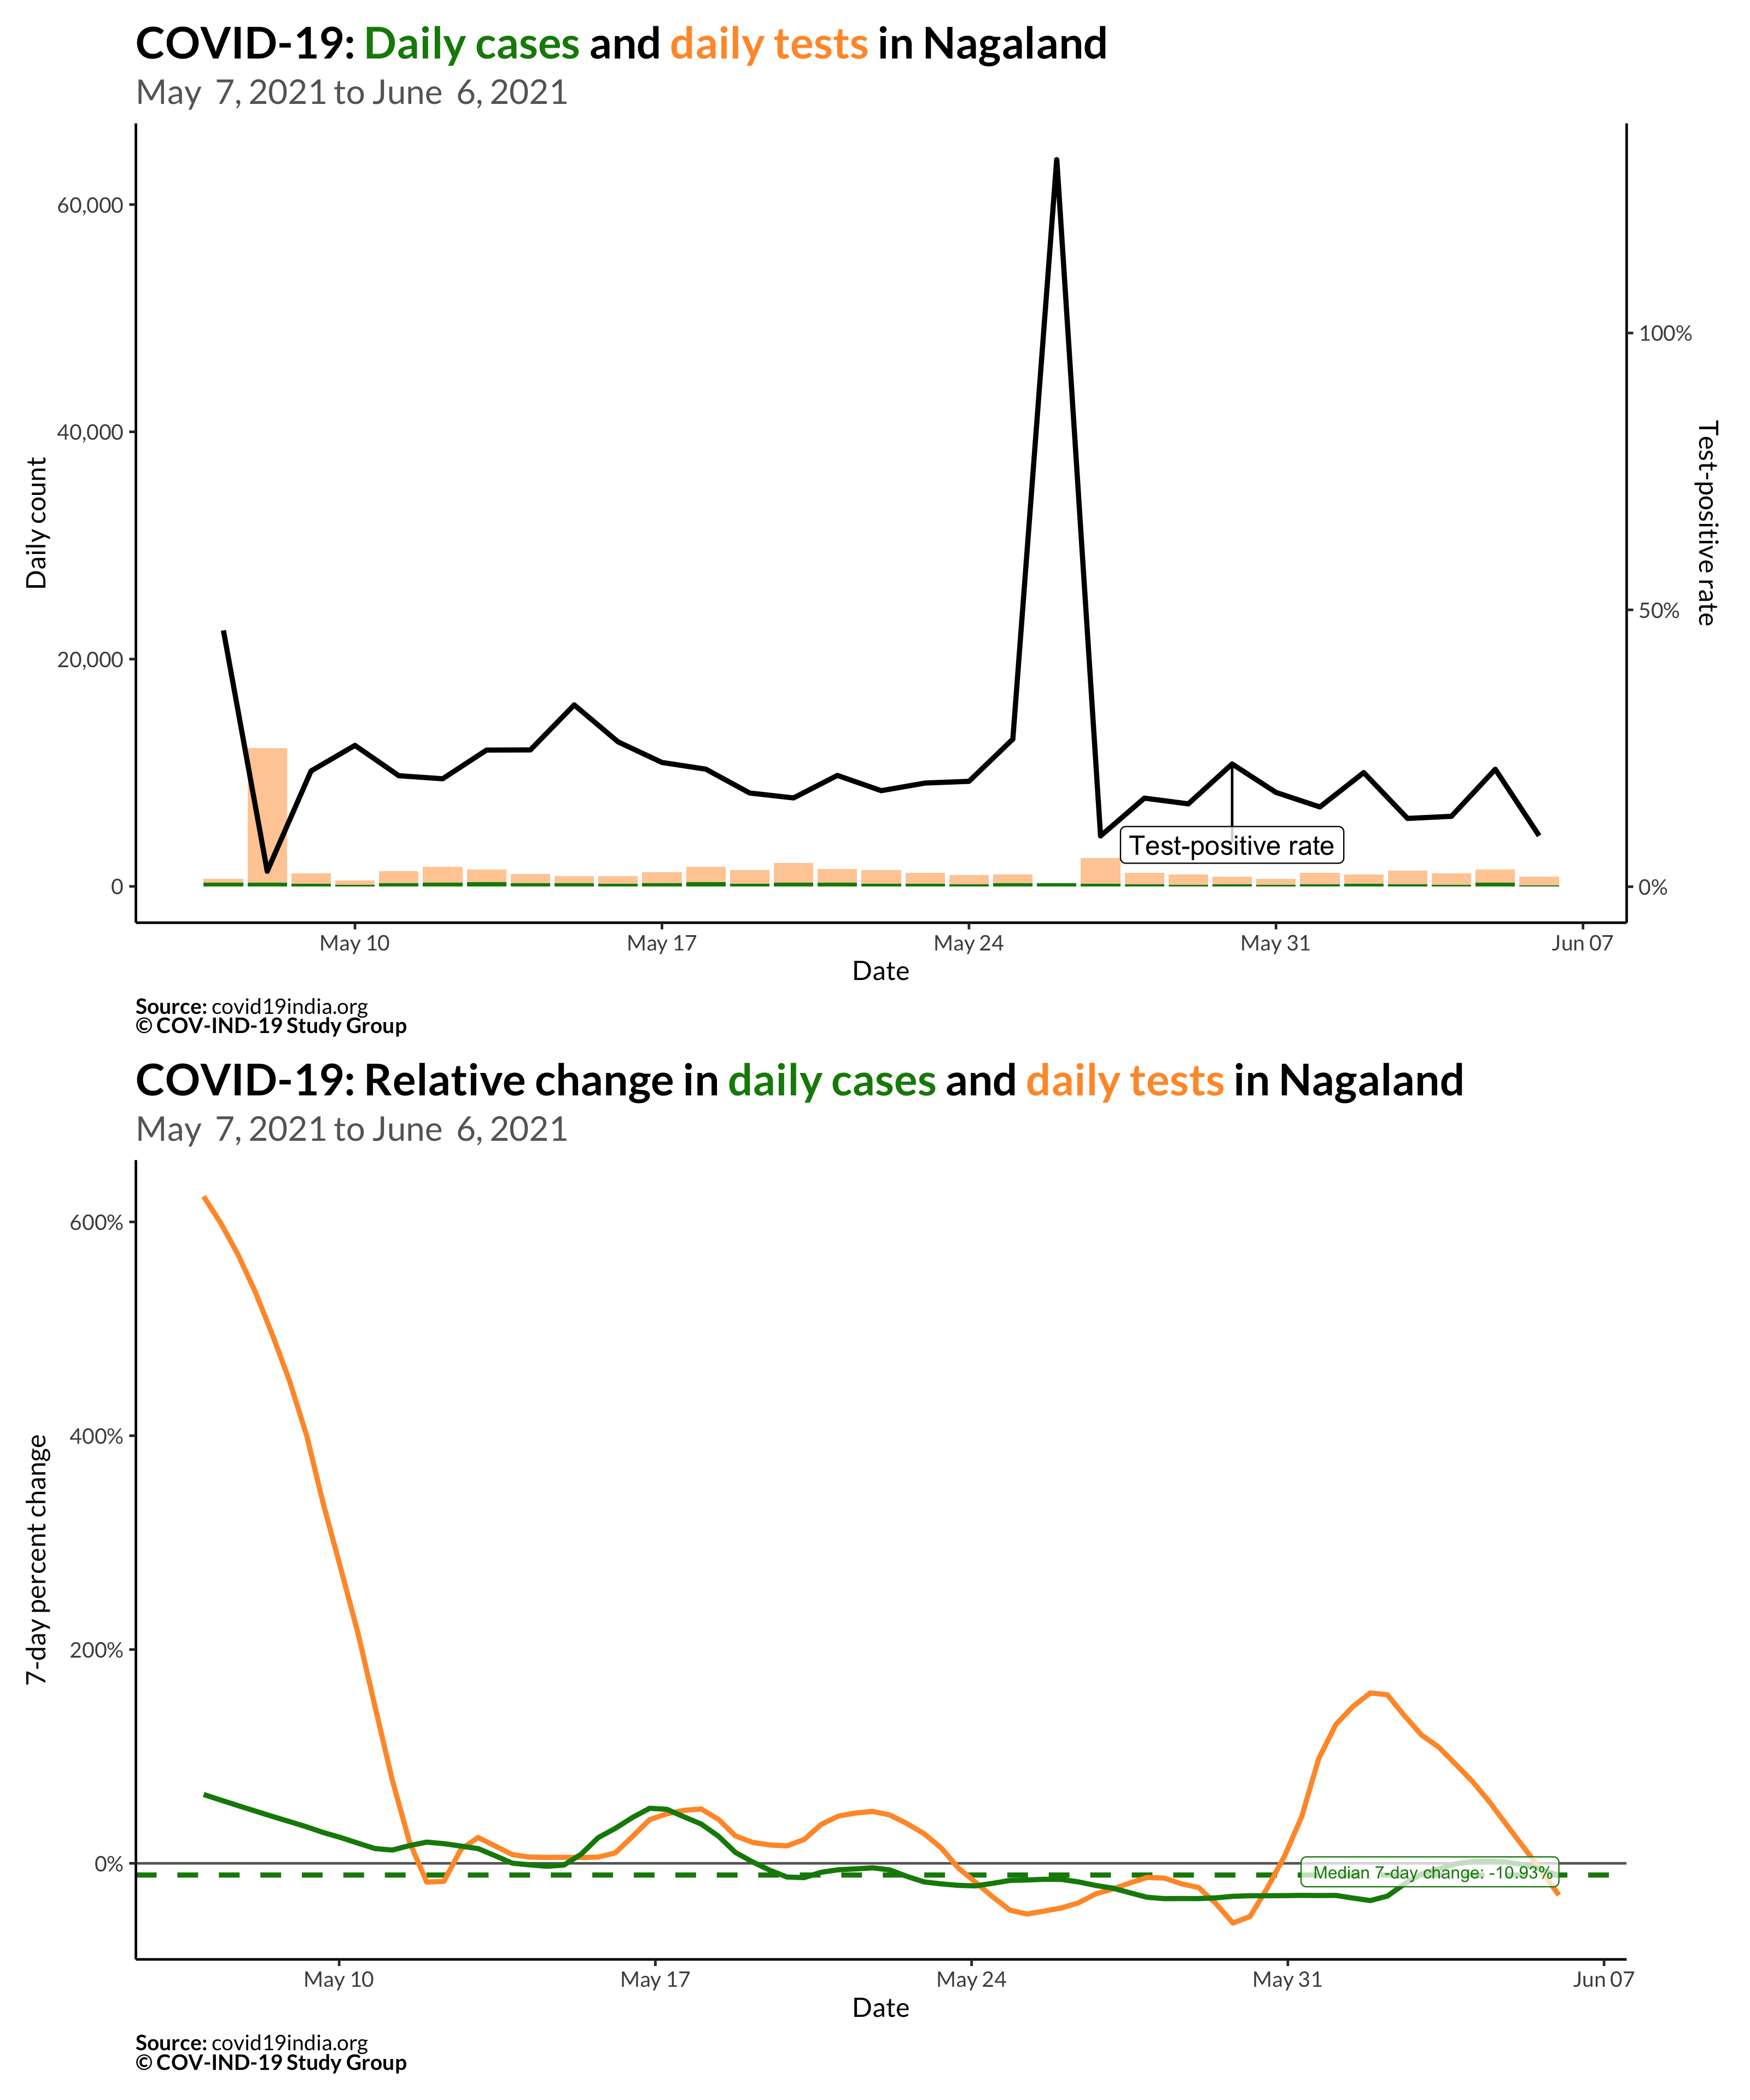 COVID-19: Daily cases and daily tests in Nagaland
May 7, 2021 to June 6, 2021
60,000
40,000
20,000
0
Daily count
100%
50%
0%
Test-positive rate
Test-positive rate
May 10
May 17
May 24
May 31
Jun 07
Date
Source: covid19india.org
© COV-IND-19 Study Group
COVID-19: Relative change in daily cases and daily tests in Nagaland
May 7, 2021 to June 6, 2021
600%
400%
200%
0%
7-day percent change
Median 7-day change: -10.93%
May 10
May 17
May 24
May 31
Jun 07
Date
Source: covid19india.org
© COV-IND-19 Study Group